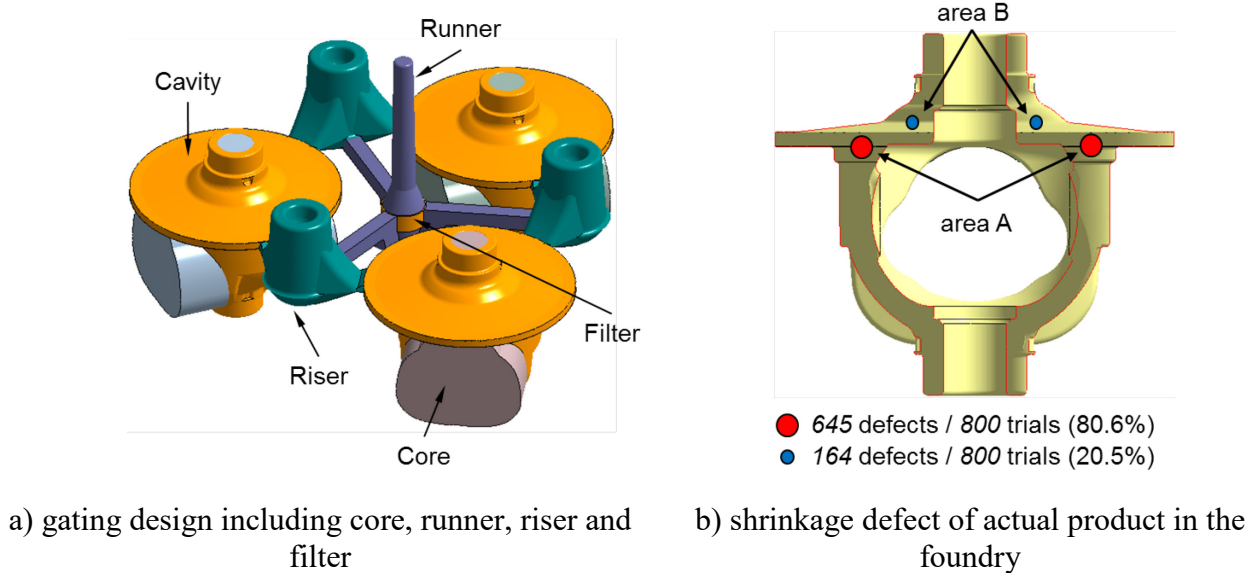 Runner
Cavity
Filter
Riser
Core
area B
area A
645 defects / 800 trials (80.6%)
164 defects / 800 trials (20.5%)
a) gating design including core, runner, riser and
filter
b) shrinkage defect of actual product in the
foundry